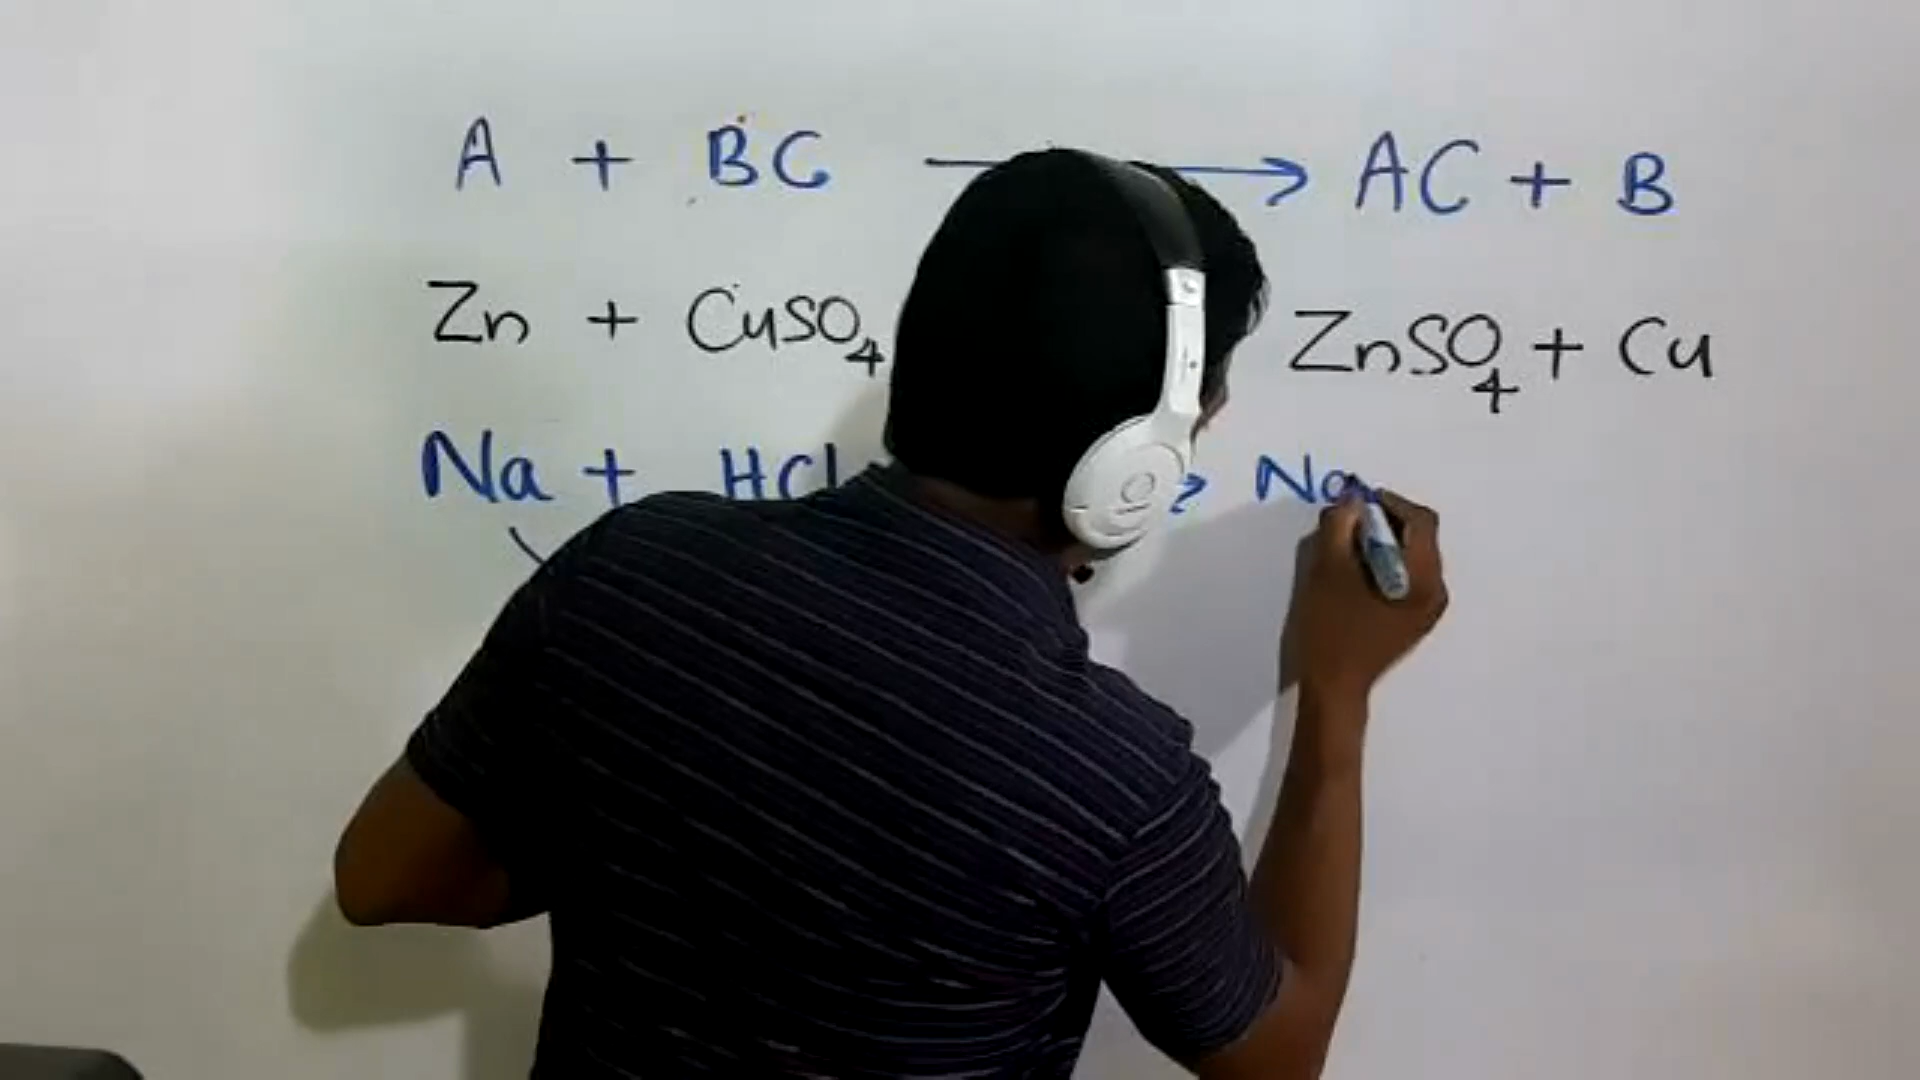 A + BC → AC + B
Zn + CuSO₄ ZnSO₄ + Cu
Na + HCl → Na